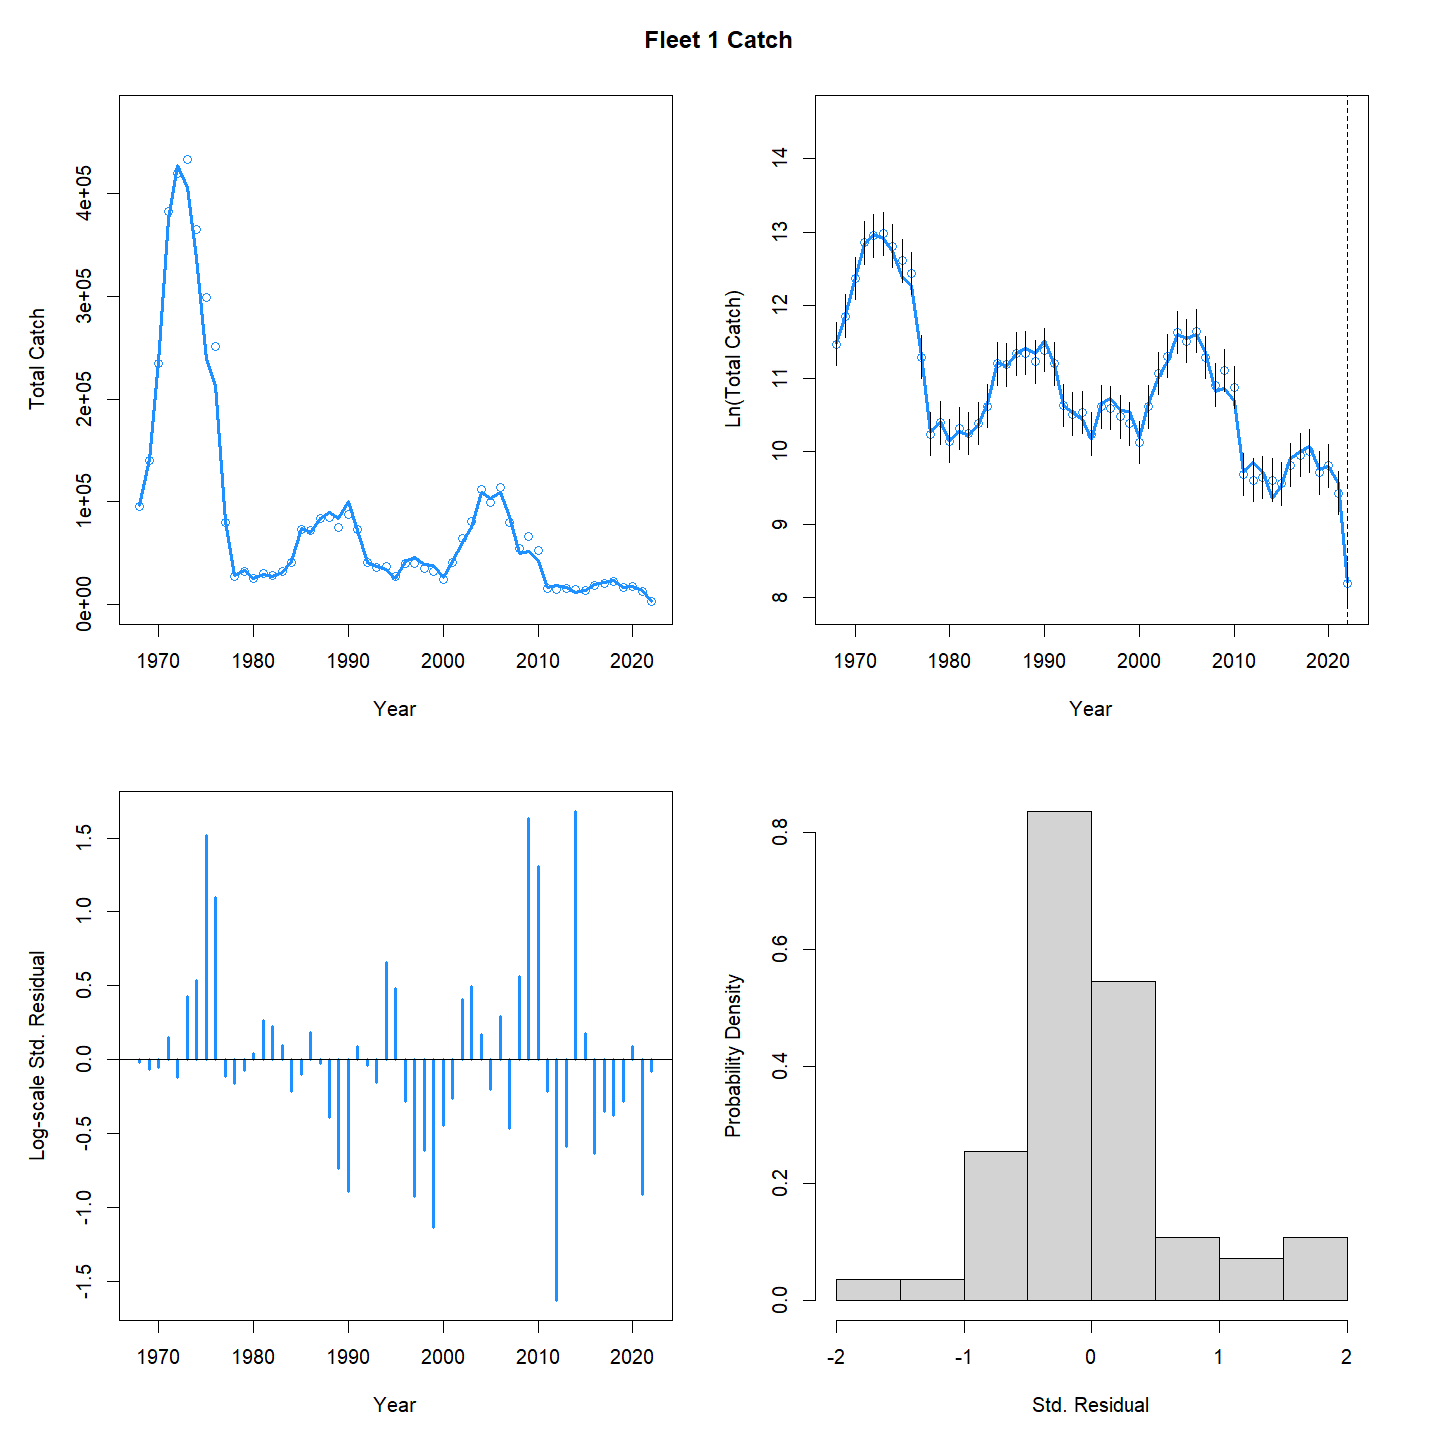 Fleet 1 Catch
Total Catch
4e+05
3e+05
2e+05
1e+05
0e+00
1970 1980 1990 2000 2010 2020
Year
Ln(Total Catch)
14
13
12
11
10
9
8
1970 1980 1990 2000 2010 2020
Year
Log-scale Std. Residual
1.5
1.0
0.5
0.0
-0.5
-1.0
-1.5
1970 1980 1990 2000 2010 2020
Year
Probability Density
0.8
0.6
0.4
0.2
0.0
-2 -1 0 1 2
Std. Residual